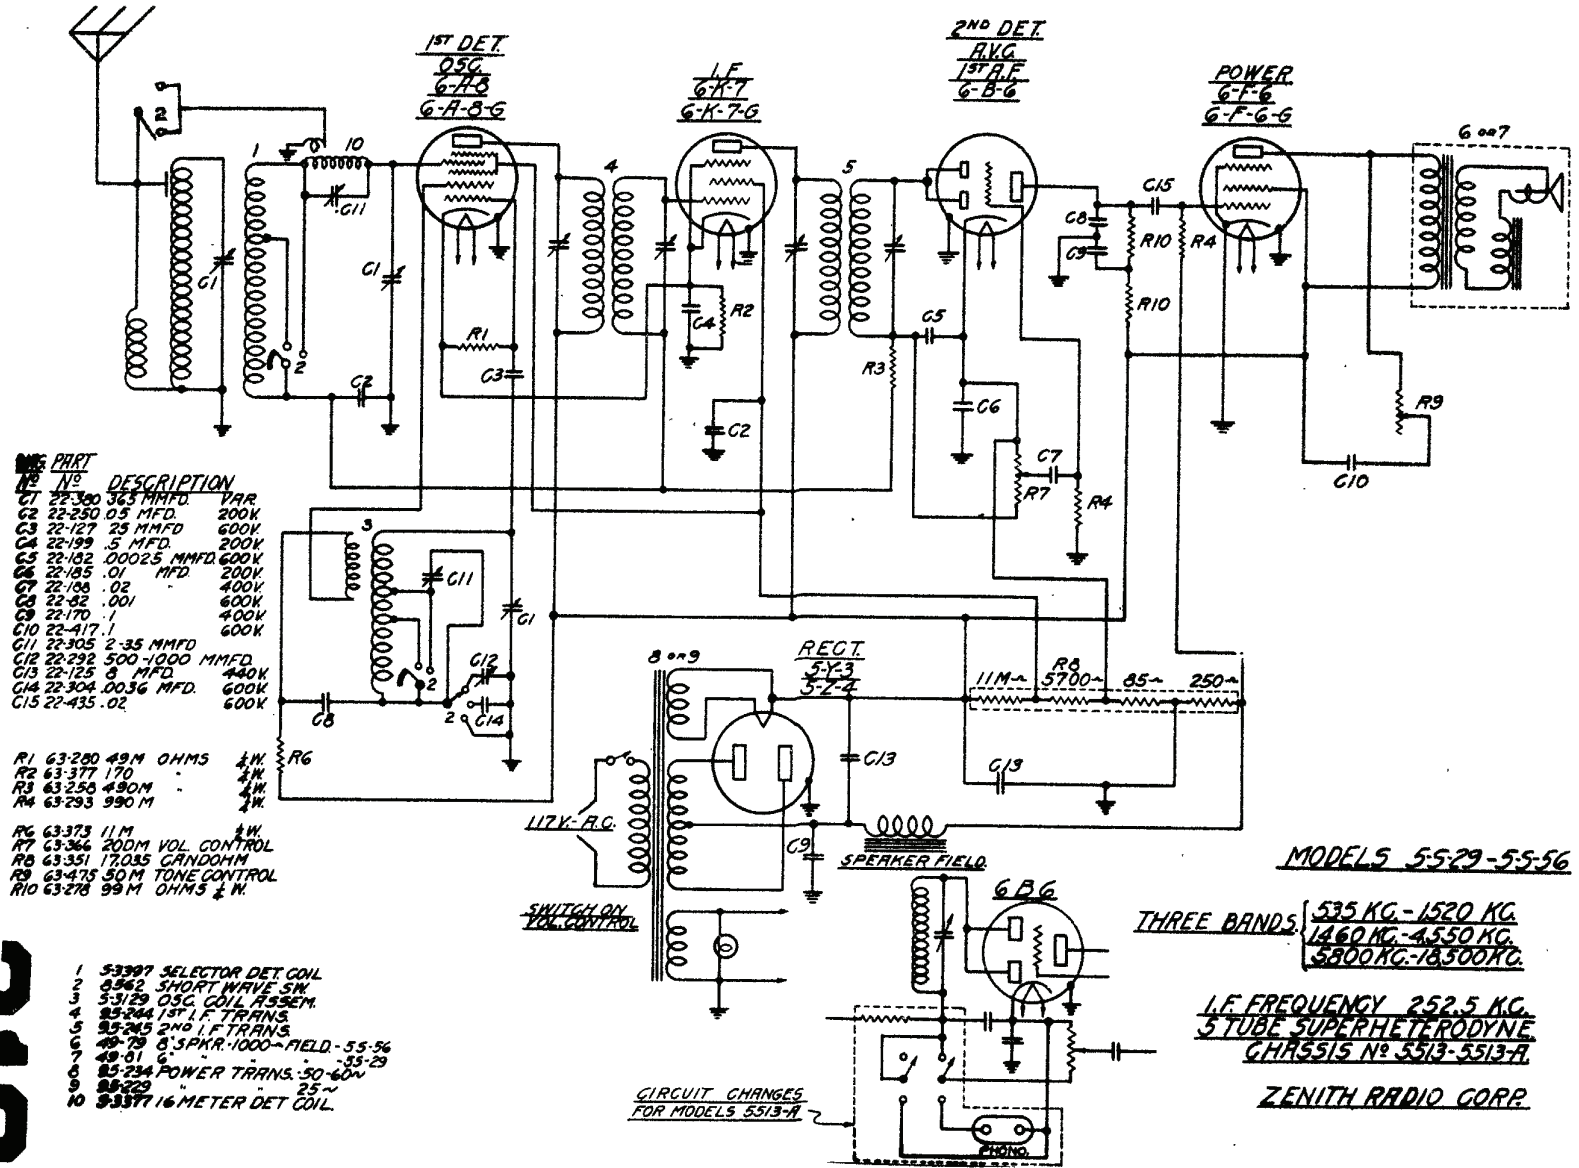 1ST DET.
OSC.
6-A-8
6-A-8-G
I.F
6-K-7
6-K-7-G
2ND DET.
A.V.C.
1ST A.F.
6-B-6
POWER
6-F-6
6-F-6-G
6 OR 7
2
1
10
C11
C1
C1
2
C2
R1
C3
4
C4
R2
C2
5
R3
C5
C6
C7
R7
R4
C8
C9
R10
R10
C15
R4
R9
C10
PART
Nº Nº DESCRIPTION
C1 22-380 365 MMFD. VAR.
C2 22-250 .05 MFD. 200V.
C3 22-127 25 MMFD 600V.
C4 22-199 .5 MFD. 200V.
C5 22-182 .00025 MMFD. 600V.
C6 22-185 .01 MFD. 200V.
C7 22-188 .02 " 400V.
C8 22-82 .001 600V.
C9 22-170 .1 400V.
C10 22-417 .1 600V.
C11 22-305 2-35 MMFD
C12 22-292 500-1000 MMFD.
C13 22-125 8 MFD. 440V.
C14 22-304 .0036 MFD. 600V.
C15 22-435 .02 600V.
R1 63-280 49M OHMS ¼W.
R2 63-377 170 " ¼W.
R3 63-258 490M " ¼W.
R4 63-293 990M ¼W.
R6 63-373 11M ½W.
R7 63-366 200M VOL. CONTROL
R8 63-351 17,035 CANDOHM
R9 63-475 50M TONE CONTROL
R10 63-278 99M OHMS ¼ W.
3
C11
C1
2
C12
2
C14
C8
R6
8 OR 9
RECT.
5-Y-3
5-Z-4
117V.-A.C.
SWITCH ON
VOL. CONTROL
C13
C9
SPEAKER FIELD.
R8
11M~ 5700~ 85~ 250~
C13
1 S-3397 SELECTOR DET. COIL
2 8562 SHORT WAVE SW.
3 S-3129 OSC. COIL ASSEM.
4 95-244 1ST I.F. TRANS.
5 95-245 2ND I.F. TRANS.
6 49-79 8" SPKR.-1000~ FIELD.-5-S-56
7 49-81 6" " " " -5S-29
8 95-234 POWER TRANS.-50-60~
9 95-229 " " 25~
10 S-3377 16 METER DET COIL.
6 B 6
PHONO.
CIRCUIT CHANGES
FOR MODELS 5513-A
MODELS 5-S-29-5-S-56
THREE BANDS.
535 KC.-1520 KC.
1460 KC.-4,550 KC.
5800 KC.-18,500 KC.
I.F. FREQUENCY 252.5 KC.
5 TUBE SUPERHETERODYNE.
CHASSIS Nº 5513-5513-A
ZENITH RADIO CORP.